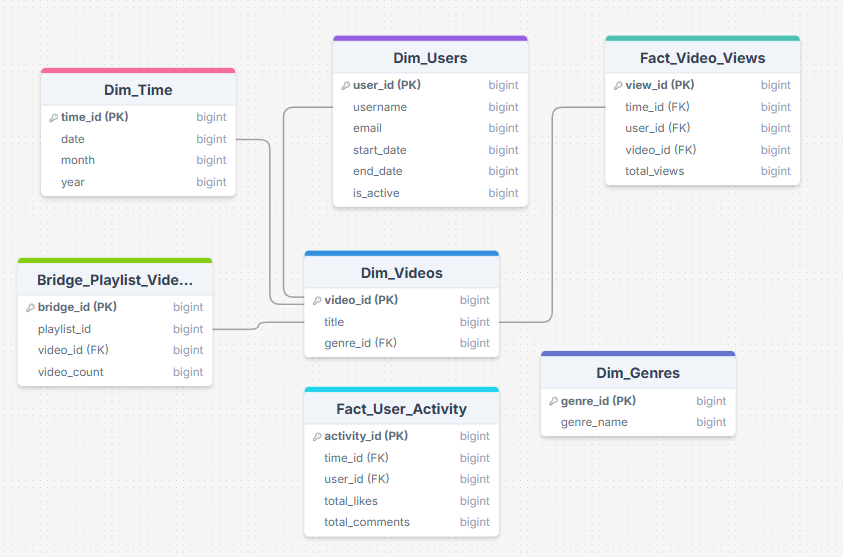 Dim_Time
time_id (PK) bigint
date bigint
month bigint
year bigint
Dim_Users
user_id (PK) bigint
username bigint
email bigint
start_date bigint
end_date bigint
is_active bigint
Fact_Video_Views
view_id (PK) bigint
time_id (FK) bigint
user_id (FK) bigint
video_id (FK) bigint
total_views bigint
Bridge_Playlist_Vide...
bridge_id (PK) bigint
playlist_id bigint
video_id (FK) bigint
video_count bigint
Dim_Videos
video_id (PK) bigint
title bigint
genre_id (FK) bigint
Dim_Genres
genre_id (PK) bigint
genre_name bigint
Fact_User_Activity
activity_id (PK) bigint
time_id (FK) bigint
user_id (FK) bigint
total_likes bigint
total_comments bigint